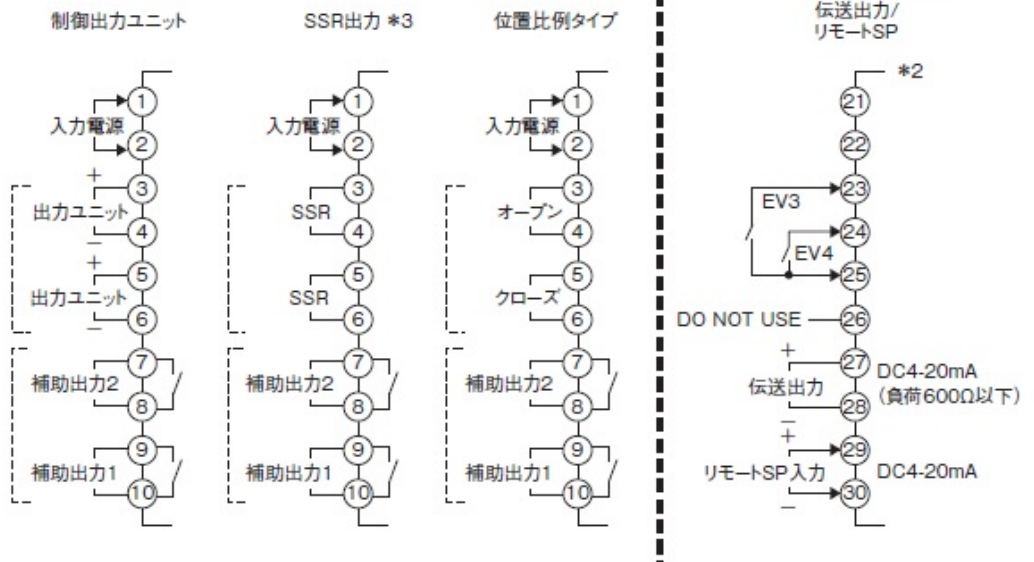 制御出力ユニット
1
入力電源
2
+
3
出力ユニット
4
−
+
5
出力ユニット
6
−
7
補助出力2
8
9
補助出力1
10
SSR出力 *3
1
入力電源
2
3
SSR
4
5
SSR
6
7
補助出力2
8
9
補助出力1
10
位置比例タイプ
1
入力電源
2
3
オープン
4
5
クローズ
6
7
補助出力2
8
9
補助出力1
10
伝送出力/
リモートSP
*2
21
22
23
EV3
24
EV4
25
DO NOT USE
26
+
27
DC4-20mA
伝送出力
(負荷600Ω以下)
28
−
+
29
リモートSP入力
DC4-20mA
30
−